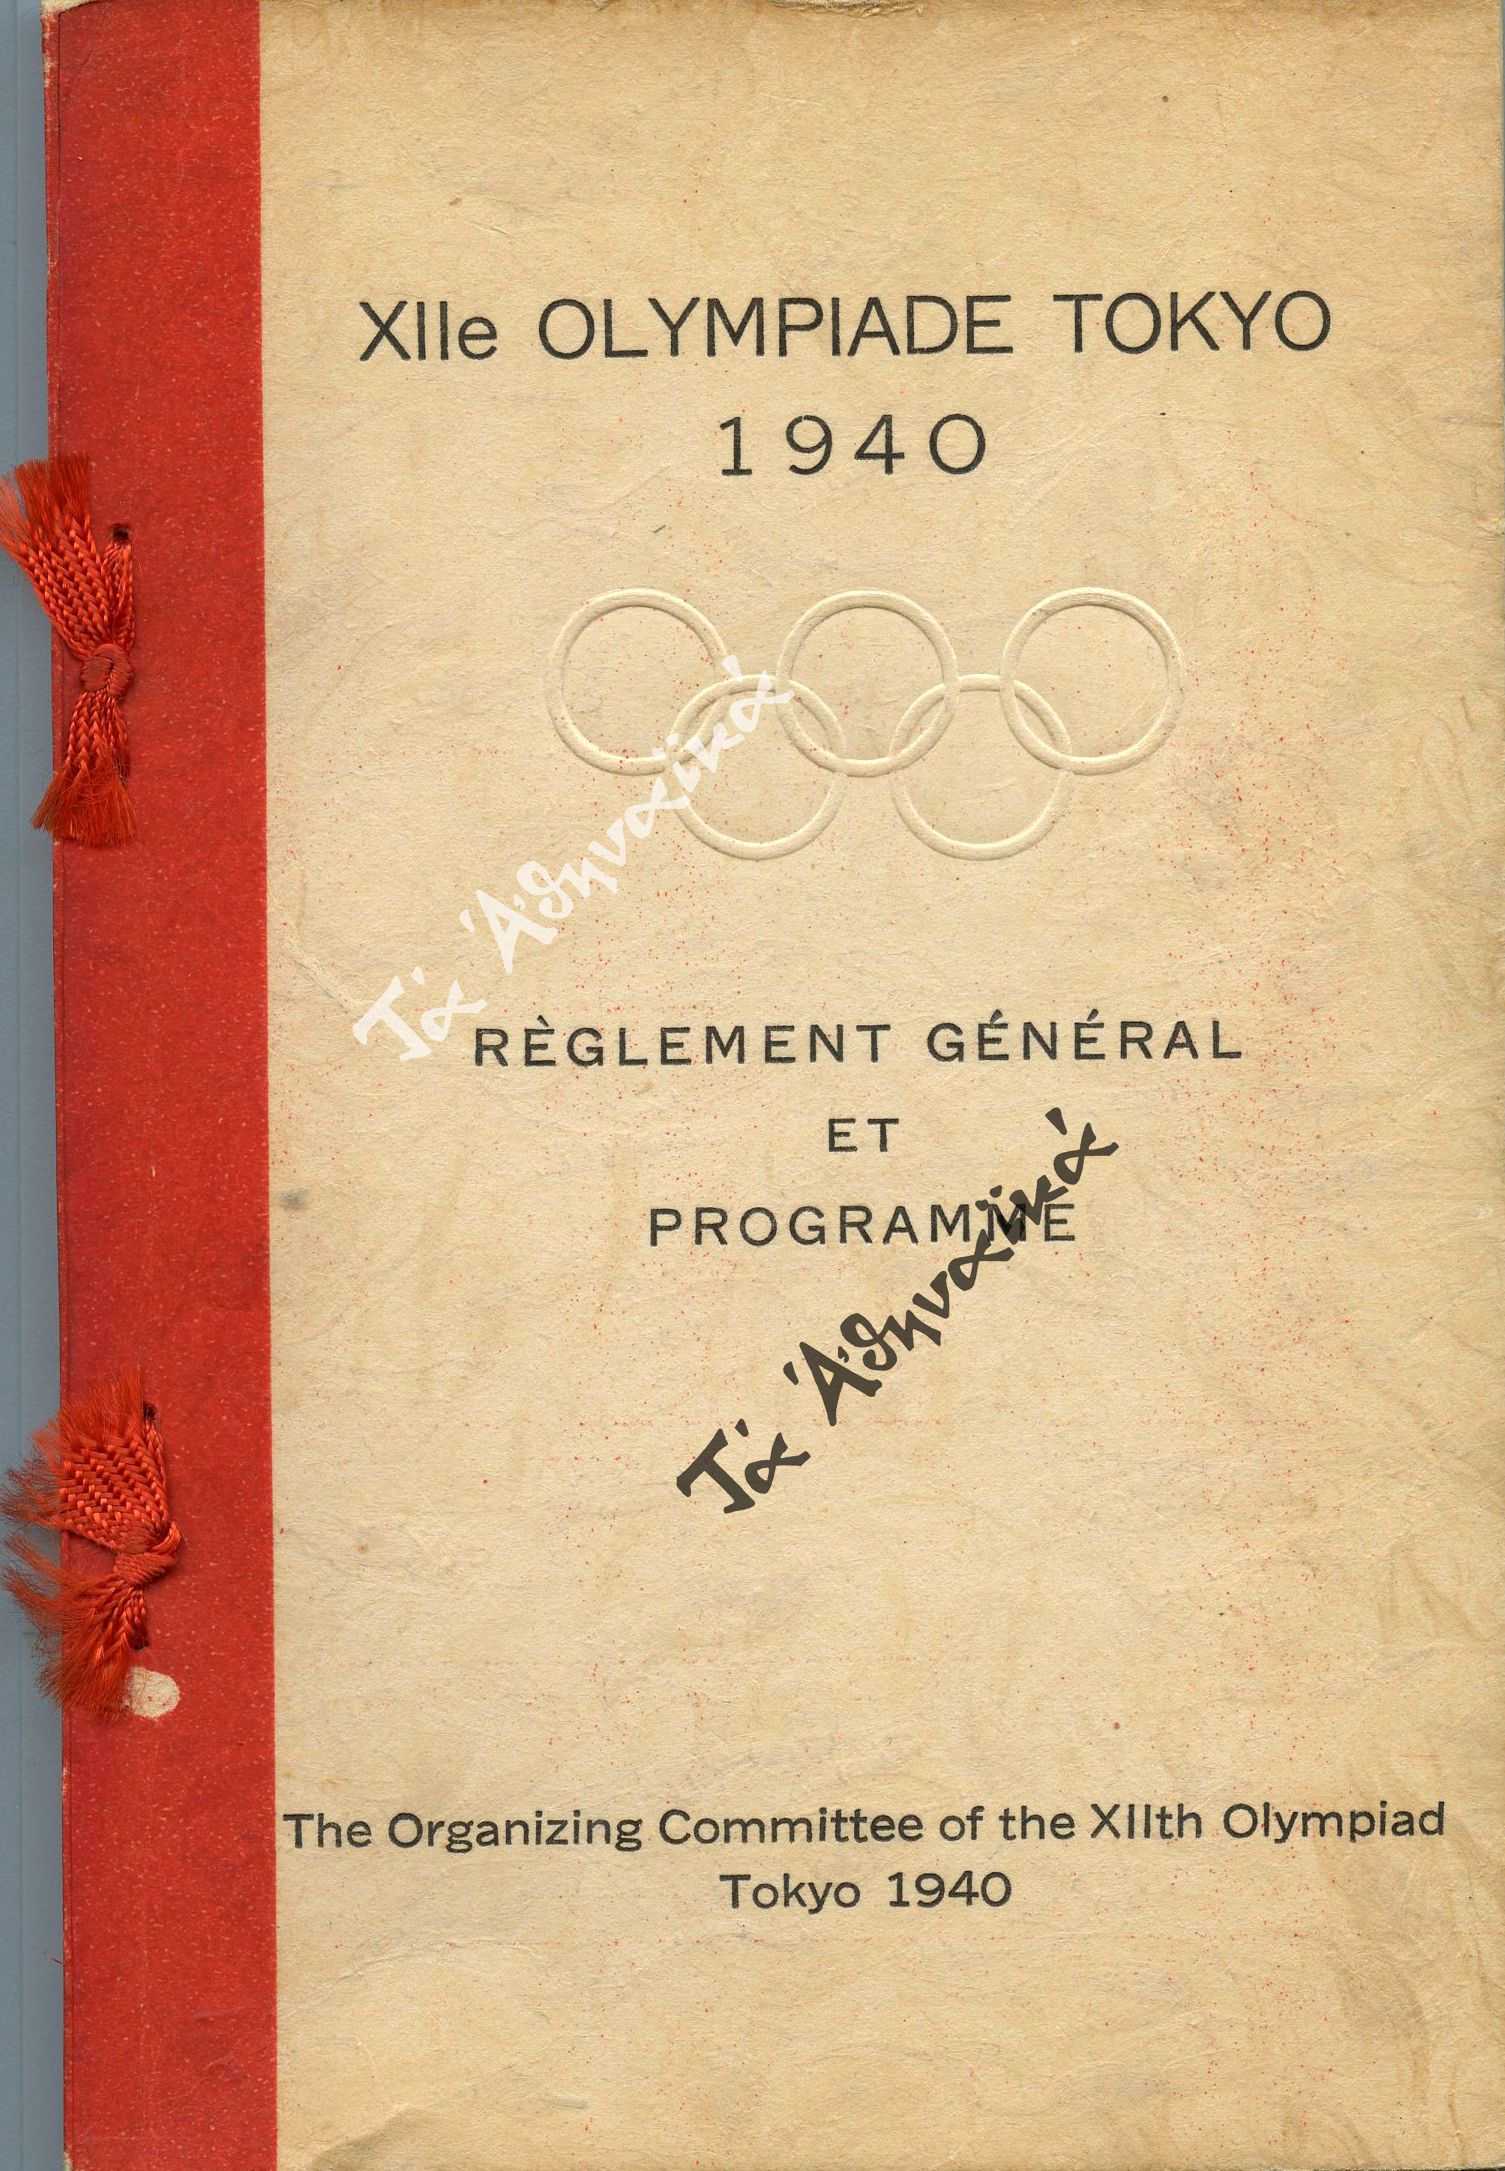 XIIe OLYMPIADE TOKYO
1940
Τὰ Ἀθηναϊκά
RÈGLEMENT GÉNÉRAL
ET
PROGRAMME
Τὰ Ἀθηναϊκά
The Organizing Committee of the XIIth Olympiad
Tokyo 1940